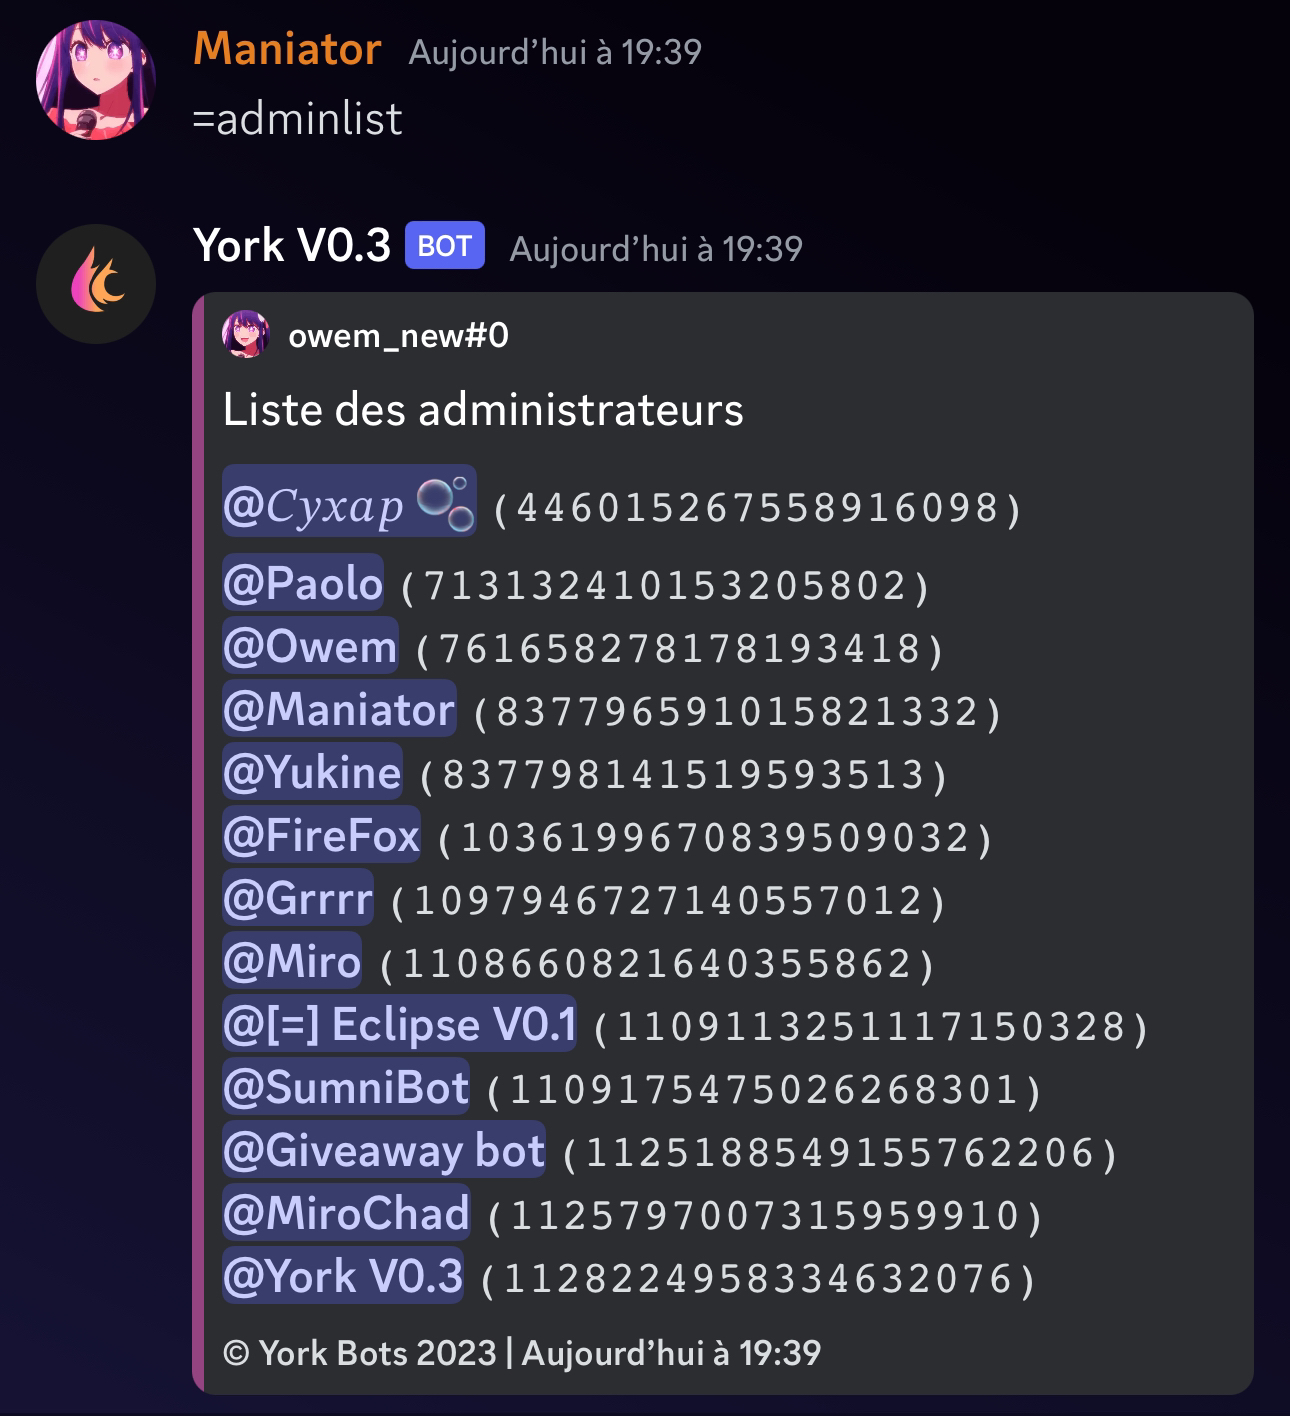 Maniator Aujourd’hui à 19:39
=adminlist
York V0.3 BOT Aujourd’hui à 19:39
owem_new#0
Liste des administrateurs
@Cyxap (446015267558916098)
@Paolo (713132410153205802)
@Owem (761658278178193418)
@Maniator (837796591015821332)
@Yukine (837798141519593513)
@FireFox (1036199670839509032)
@Grrrr (1097946727140557012)
@Miro (1108660821640355862)
@[=] Eclipse V0.1 (1109113251117150328)
@SumniBot (1109175475026268301)
@Giveaway bot (1125188549155762206)
@MiroChad (1125797007315959910)
@York V0.3 (1128224958334632076)
© York Bots 2023 | Aujourd’hui à 19:39